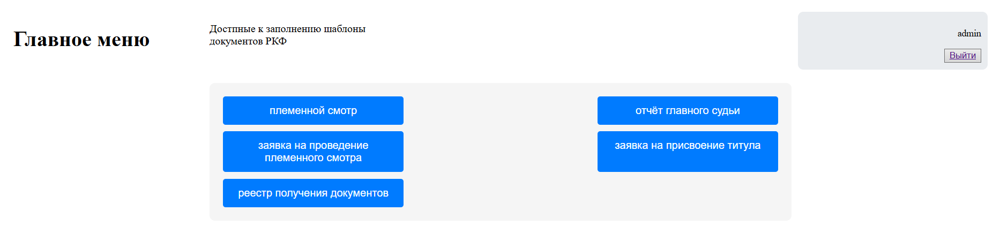 Главное меню
Достпные к заполнению шаблоны
документов РКФ
admin
Выйти
племенной смотр
отчёт главного судьи
заявка на проведение
племенного смотра
заявка на присвоение титула
реестр получения документов